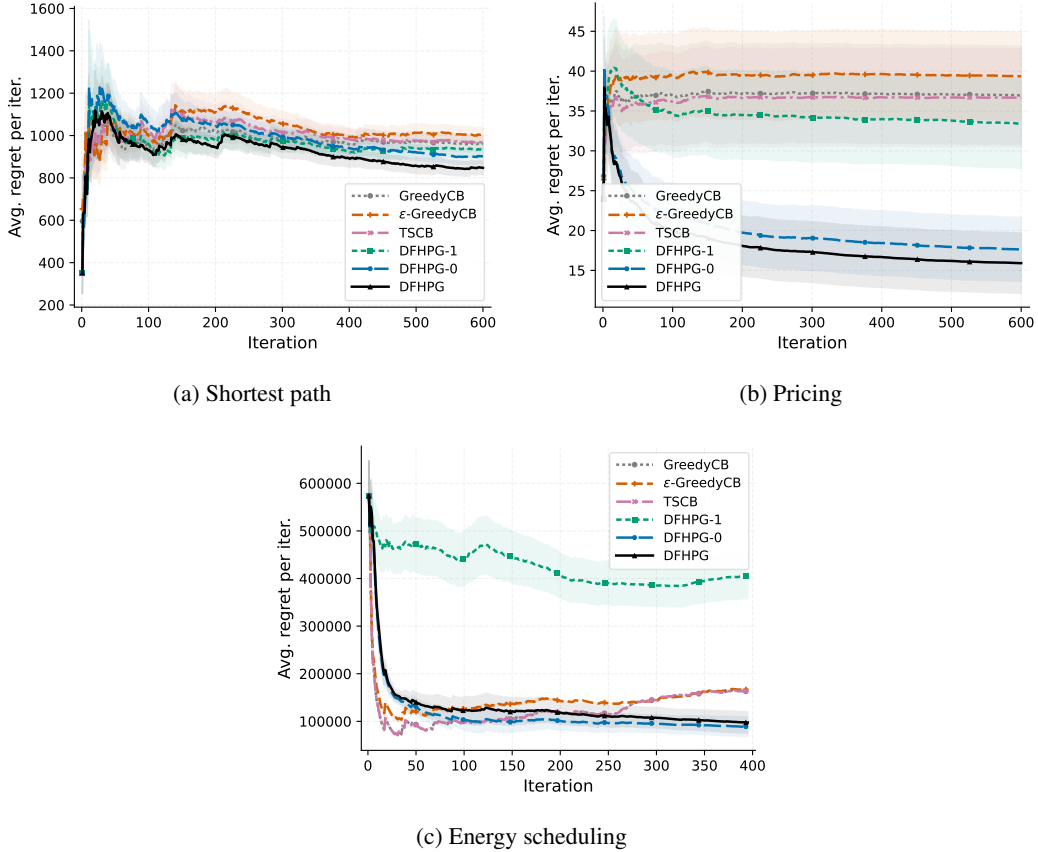 1600
1400
1200
1000
800
600
400
200
Avg. regret per iter.
0 100 200 300 400 500 600
Iteration
GreedyCB
ε-GreedyCB
TSCB
DFHPG-1
DFHPG-0
DFHPG
(a) Shortest path
45
40
35
30
25
20
15
Avg. regret per iter.
0 100 200 300 400 500 600
Iteration
GreedyCB
ε-GreedyCB
TSCB
DFHPG-1
DFHPG-0
DFHPG
(b) Pricing
600000
500000
400000
300000
200000
100000
Avg. regret per iter.
0 50 100 150 200 250 300 350 400
Iteration
GreedyCB
ε-GreedyCB
TSCB
DFHPG-1
DFHPG-0
DFHPG
(c) Energy scheduling